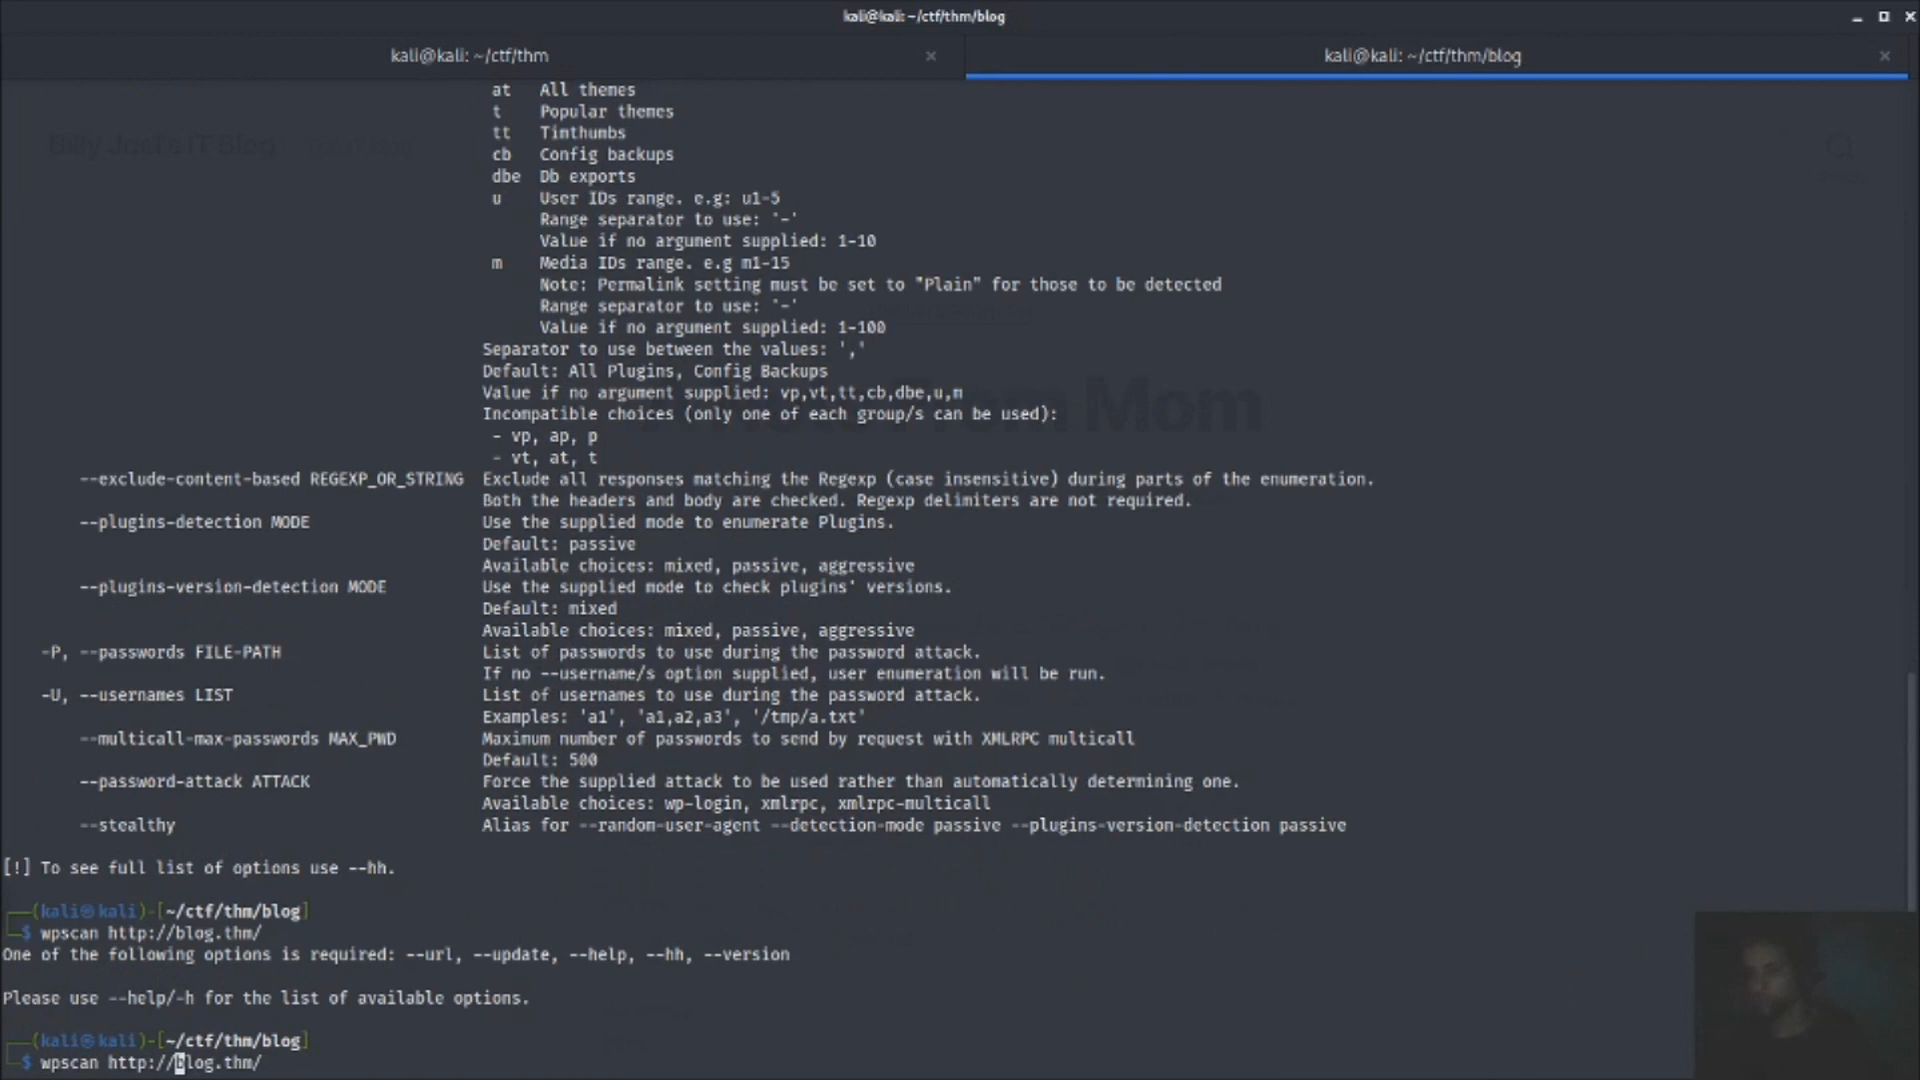 kali@kali: ~/ctf/thm/blog
kali@kali: ~/ctf/thm
kali@kali: ~/ctf/thm/blog
at All themes
t Popular themes
tt Timthumbs
cb Config backups
dbe Db exports
u User IDs range. e.g: u1-5
Range separator to use: '-'
Value if no argument supplied: 1-10
m Media IDs range. e.g m1-15
Note: Permalink setting must be set to "Plain" for those to be detected
Range separator to use: '-'
Value if no argument supplied: 1-100
Separator to use between the values: ','
Default: All Plugins, Config Backups
Value if no argument supplied: vp,vt,tt,cb,dbe,u,m
Incompatible choices (only one of each group/s can be used):
- vp, ap, p
- vt, at, t
--exclude-content-based REGEXP_OR_STRING Exclude all responses matching the Regexp (case insensitive) during parts of the enumeration.
Both the headers and body are checked. Regexp delimiters are not required.
--plugins-detection MODE Use the supplied mode to enumerate Plugins.
Default: passive
Available choices: mixed, passive, aggressive
--plugins-version-detection MODE Use the supplied mode to check plugins' versions.
Default: mixed
Available choices: mixed, passive, aggressive
-P, --passwords FILE-PATH List of passwords to use during the password attack.
If no --username/s option supplied, user enumeration will be run.
-U, --usernames LIST List of usernames to use during the password attack.
Examples: 'a1', 'a1,a2,a3', '/tmp/a.txt'
--multicall-max-passwords MAX_PWD Maximum number of passwords to send by request with XMLRPC multicall
Default: 500
--password-attack ATTACK Force the supplied attack to be used rather than automatically determining one.
Available choices: wp-login, xmlrpc, xmlrpc-multicall
--stealthy Alias for --random-user-agent --detection-mode passive --plugins-version-detection passive
[!] To see full list of options use --hh.
(kali㉿kali)-[~/ctf/thm/blog]
$ wpscan http://blog.thm/
One of the following options is required: --url, --update, --help, --hh, --version
Please use --help/-h for the list of available options.
(kali㉿kali)-[~/ctf/thm/blog]
$ wpscan http://blog.thm/
Billy Joel's IT Blog
From Mom